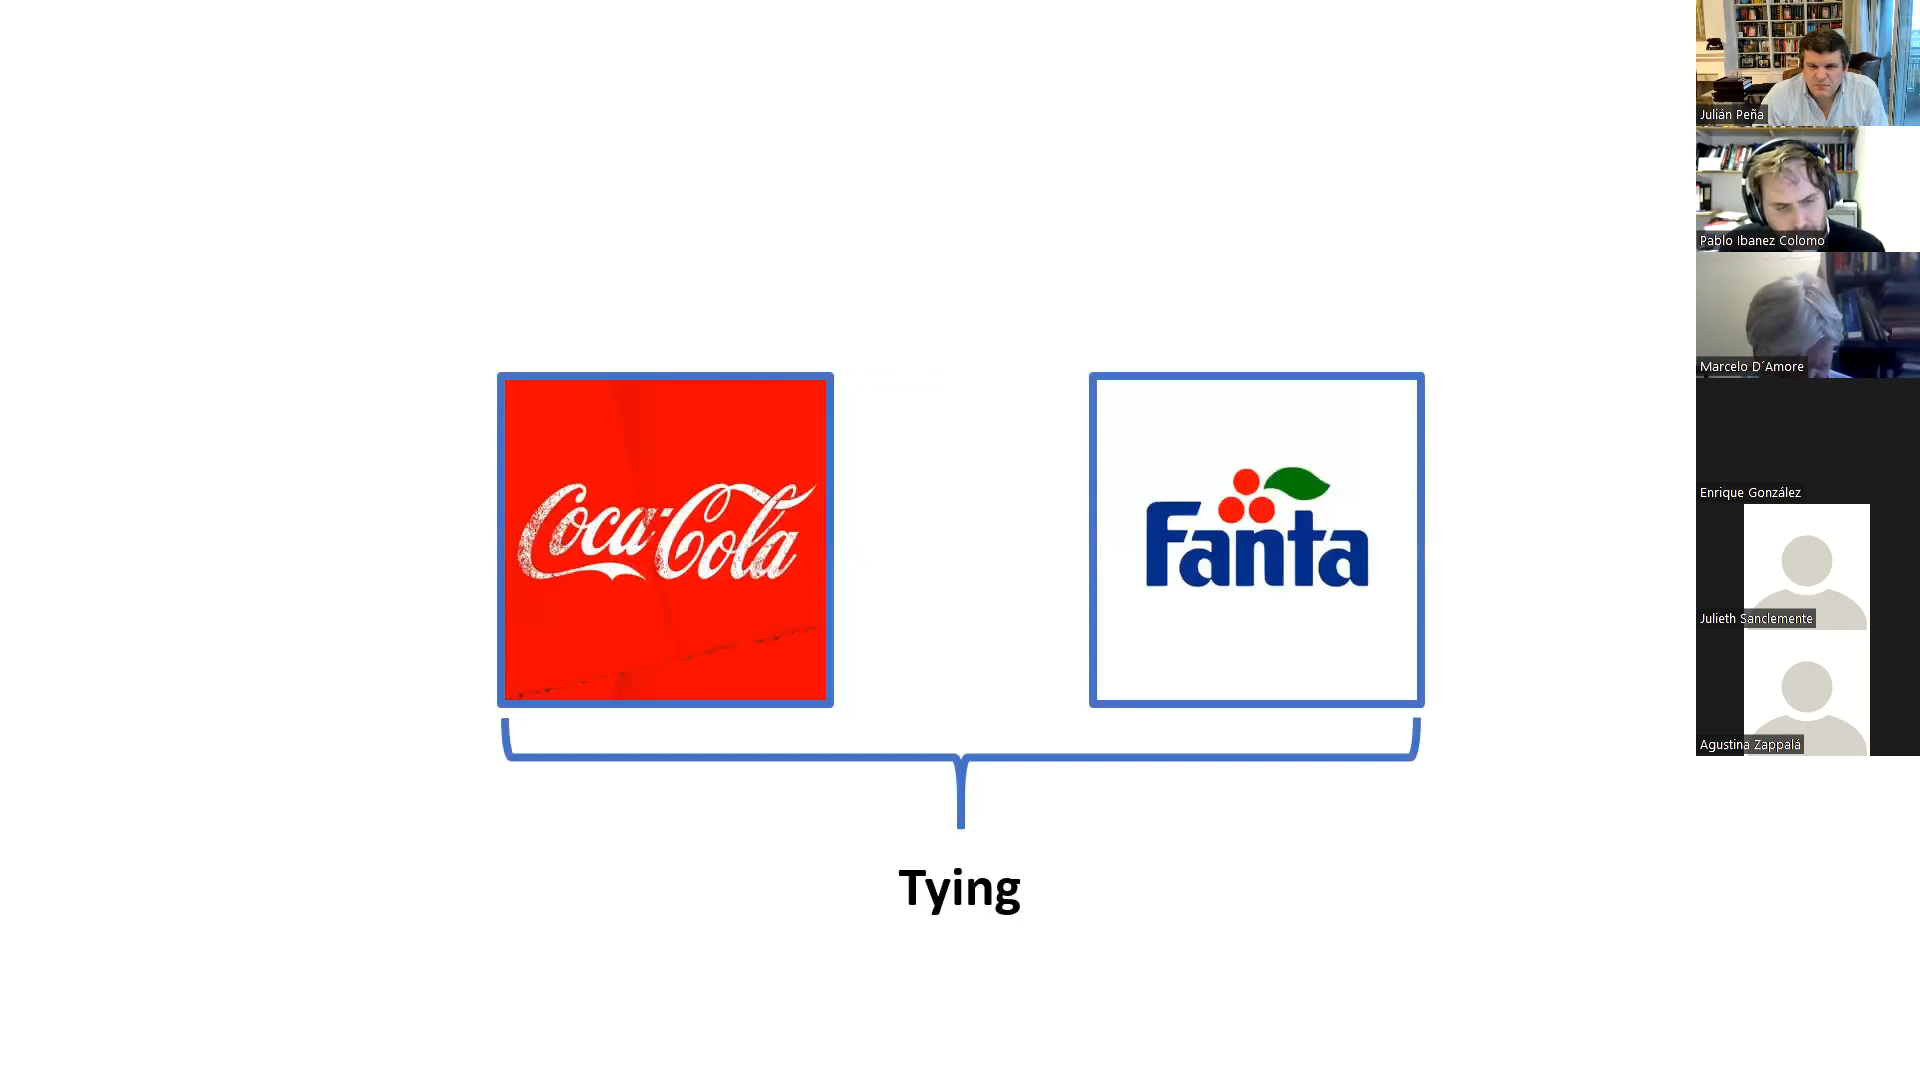 Coca-Cola
Fanta
Tying
Julián Peña
Pablo Ibanez Colomo
Marcelo D´Amore
Enrique González
Julieth Sanclemente
Agustina Zappalá